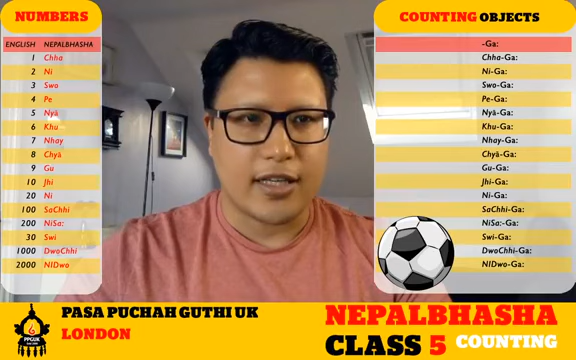 NUMBERS
ENGLISH NEPALBHASHA
1 Chha
2 Ni
3 Swo
4 Pe
5 Nyā
6 Khu
7 Nhay
8 Chyā
9 Gu
10 Jhi
20 Ni
100 SaChhi
200 NiSa:
30 Swi
1000 DwoChhi
2000 NIDwo
COUNTING OBJECTS
-Ga:
Chha-Ga:
Ni-Ga:
Swo-Ga:
Pe-Ga:
Nyā-Ga:
Khu-Ga:
Nhay-Ga:
Chyā-Ga:
Gu-Ga:
Jhi-Ga:
Ni-Ga:
SaChhi-Ga:
NiSa:-Ga:
Swi-Ga:
DwoChhi-Ga:
NIDwo-Ga:
PPGUK
PASA PUCHAH GUTHI UK
LONDON
NEPALBHASHA
CLASS 5 COUNTING